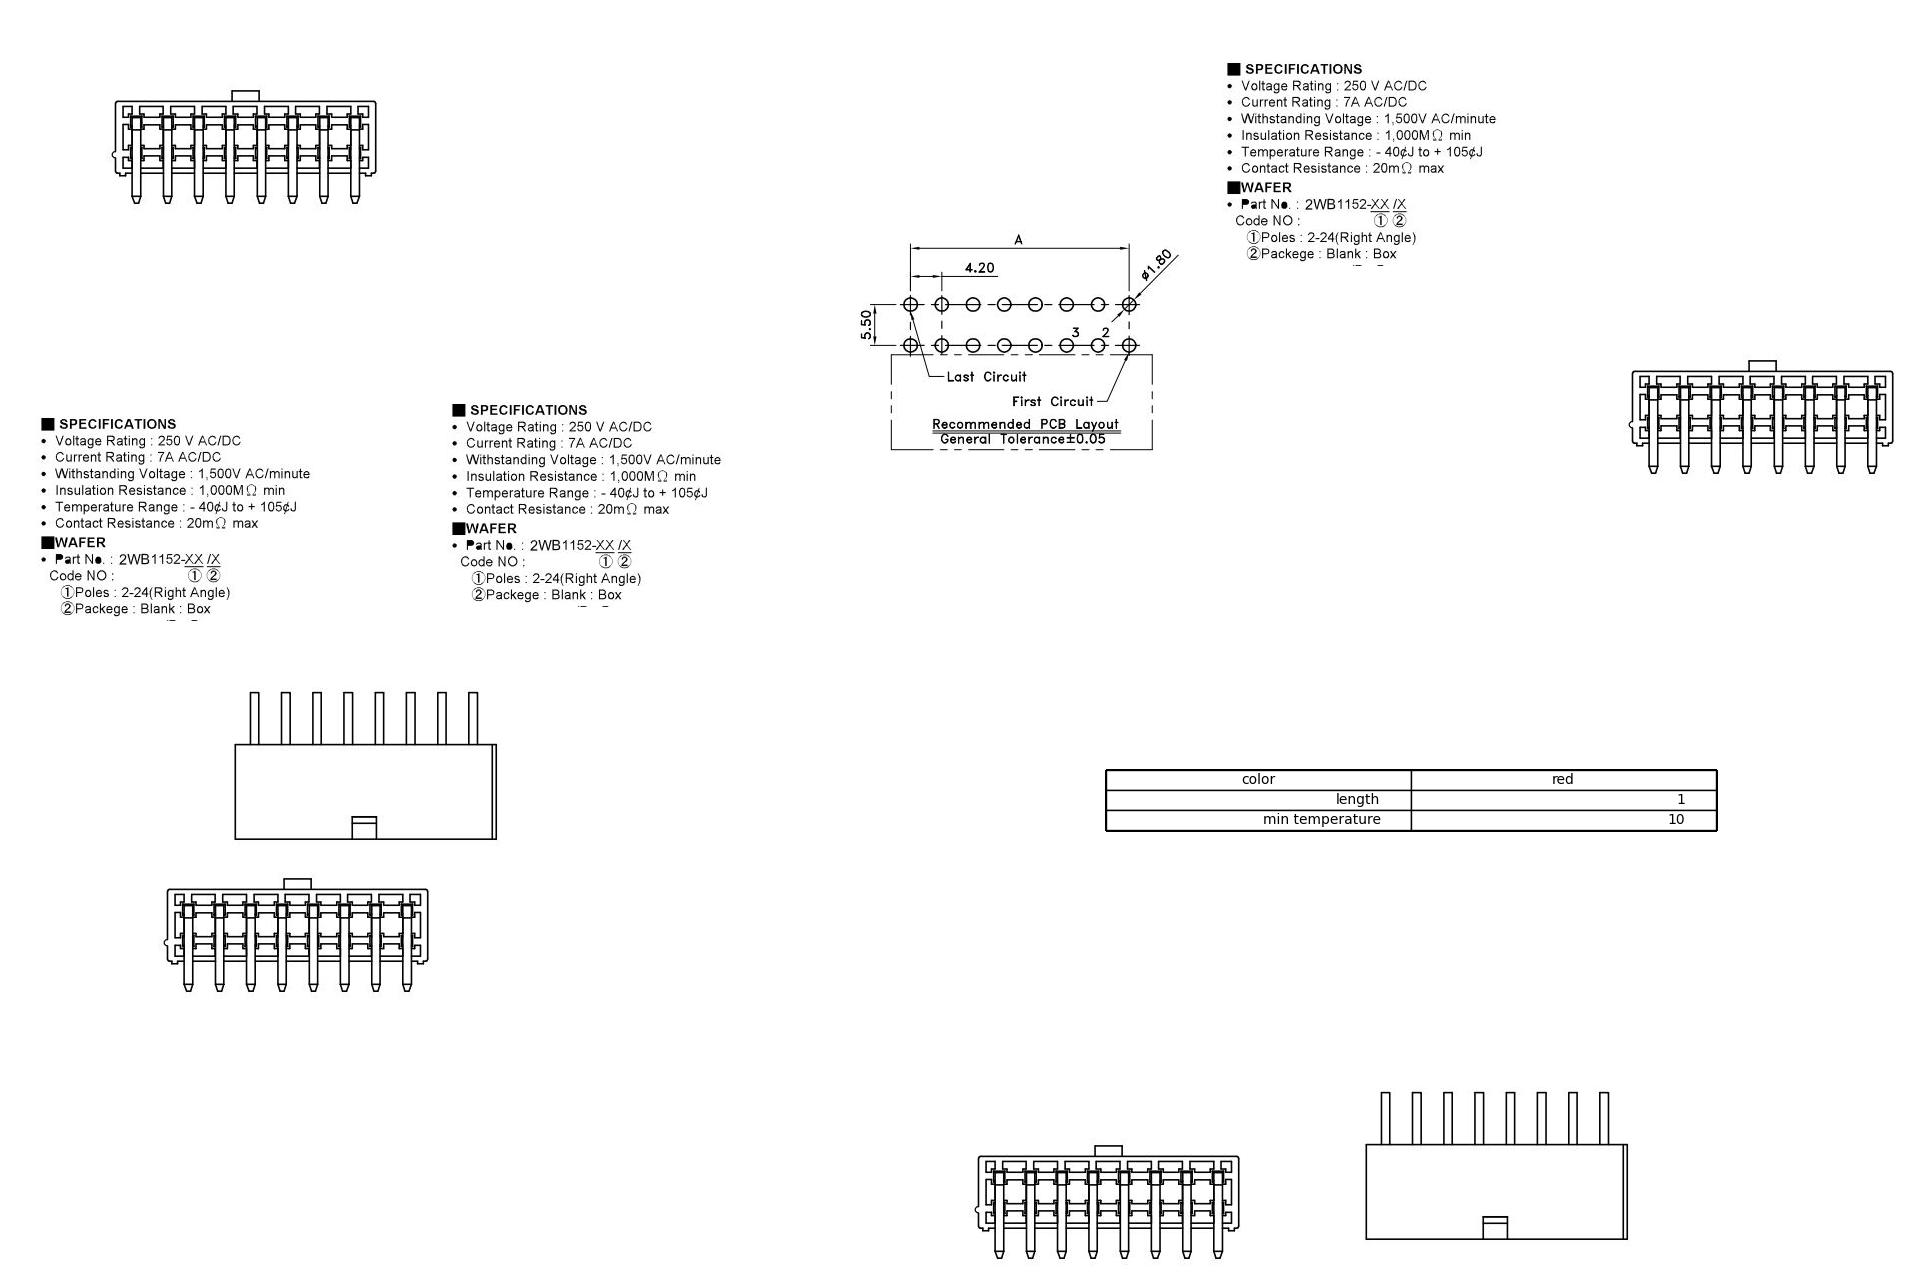 ■ SPECIFICATIONS
• Voltage Rating : 250 V AC/DC
• Current Rating : 7A AC/DC
• Withstanding Voltage : 1,500V AC/minute
• Insulation Resistance : 1,000MΩ min
• Temperature Range : - 40¢J to + 105¢J
• Contact Resistance : 20mΩ max
■WAFER
• Part No. : 2WB1152-XX /X
Code NO : ① ②
①Poles : 2-24(Right Angle)
②Packege : Blank : Box
A
4.20
ø1.80
5.50
3 2
Last Circuit
First Circuit
Recommended PCB Layout
General Tolerance±0.05
■ SPECIFICATIONS
• Voltage Rating : 250 V AC/DC
• Current Rating : 7A AC/DC
• Withstanding Voltage : 1,500V AC/minute
• Insulation Resistance : 1,000MΩ min
• Temperature Range : - 40¢J to + 105¢J
• Contact Resistance : 20mΩ max
■WAFER
• Part No. : 2WB1152-XX /X
Code NO : ① ②
①Poles : 2-24(Right Angle)
②Packege : Blank : Box
■ SPECIFICATIONS
• Voltage Rating : 250 V AC/DC
• Current Rating : 7A AC/DC
• Withstanding Voltage : 1,500V AC/minute
• Insulation Resistance : 1,000MΩ min
• Temperature Range : - 40¢J to + 105¢J
• Contact Resistance : 20mΩ max
■WAFER
• Part No. : 2WB1152-XX /X
Code NO : ① ②
①Poles : 2-24(Right Angle)
②Packege : Blank : Box
color red
length 1
min temperature 10